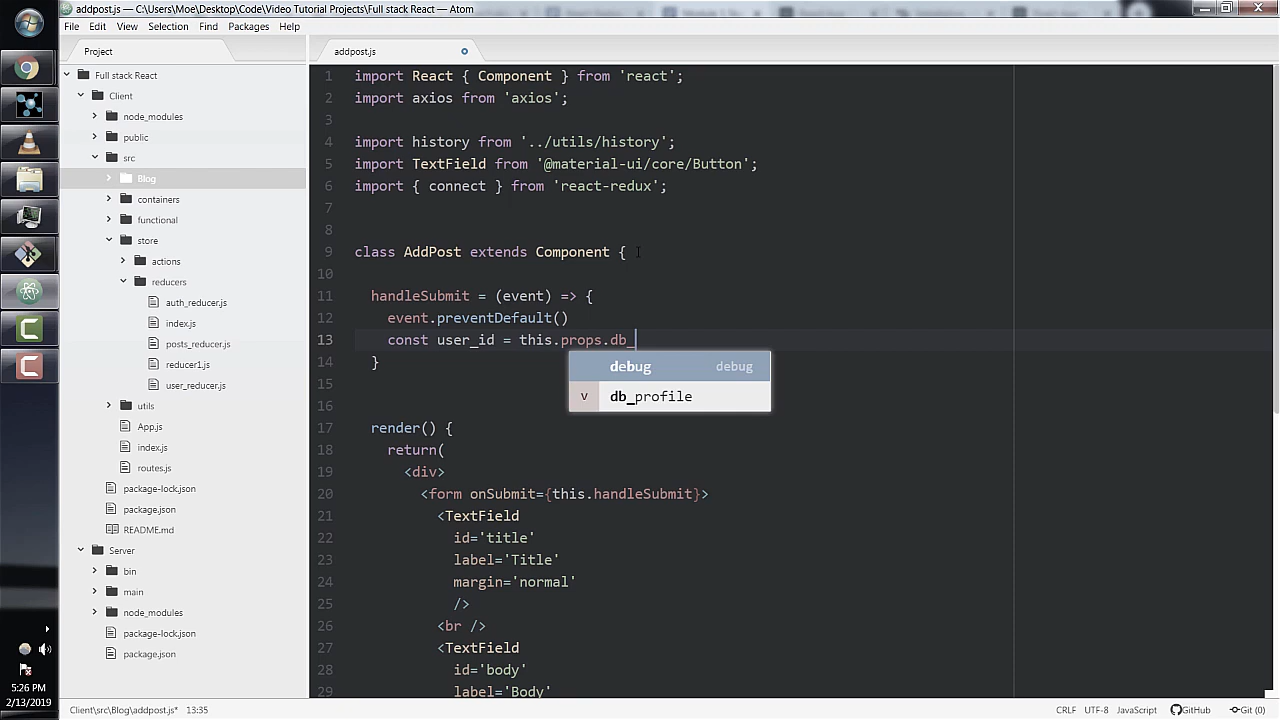 addpost.js — C:\Users\Moe\Desktop\Code\Video Tutorial Projects\Full stack React — Atom
File Edit View Selection Find Packages Help
Project
addpost.js
Full stack React
Client
node_modules
public
src
Blog
containers
functional
store
actions
reducers
auth_reducer.js
index.js
posts_reducer.js
reducer1.js
user_reducer.js
utils
App.js
index.js
routes.js
package-lock.json
package.json
README.md
Server
bin
main
node_modules
package-lock.json
package.json
1 import React { Component } from 'react';
2 import axios from 'axios';
3
4 import history from '../utils/history';
5 import TextField from '@material-ui/core/Button';
6 import { connect } from 'react-redux';
7
8
9 class AddPost extends Component {
10
11 handleSubmit = (event) => {
12 event.preventDefault()
13 const user_id = this.props.db_
debug debug
v db_profile
14 }
15
16
17 render() {
18 return(
19 <div>
20 <form onSubmit={this.handleSubmit}>
21 <TextField
22 id='title'
23 label='Title'
24 margin='normal'
25 />
26 <br />
27 <TextField
28 id='body'
29 label='Body'
5:26 PM
2/13/2019
Client\src\Blog\addpost.js* 13:35
CRLF UTF-8 JavaScript GitHub Git (0)